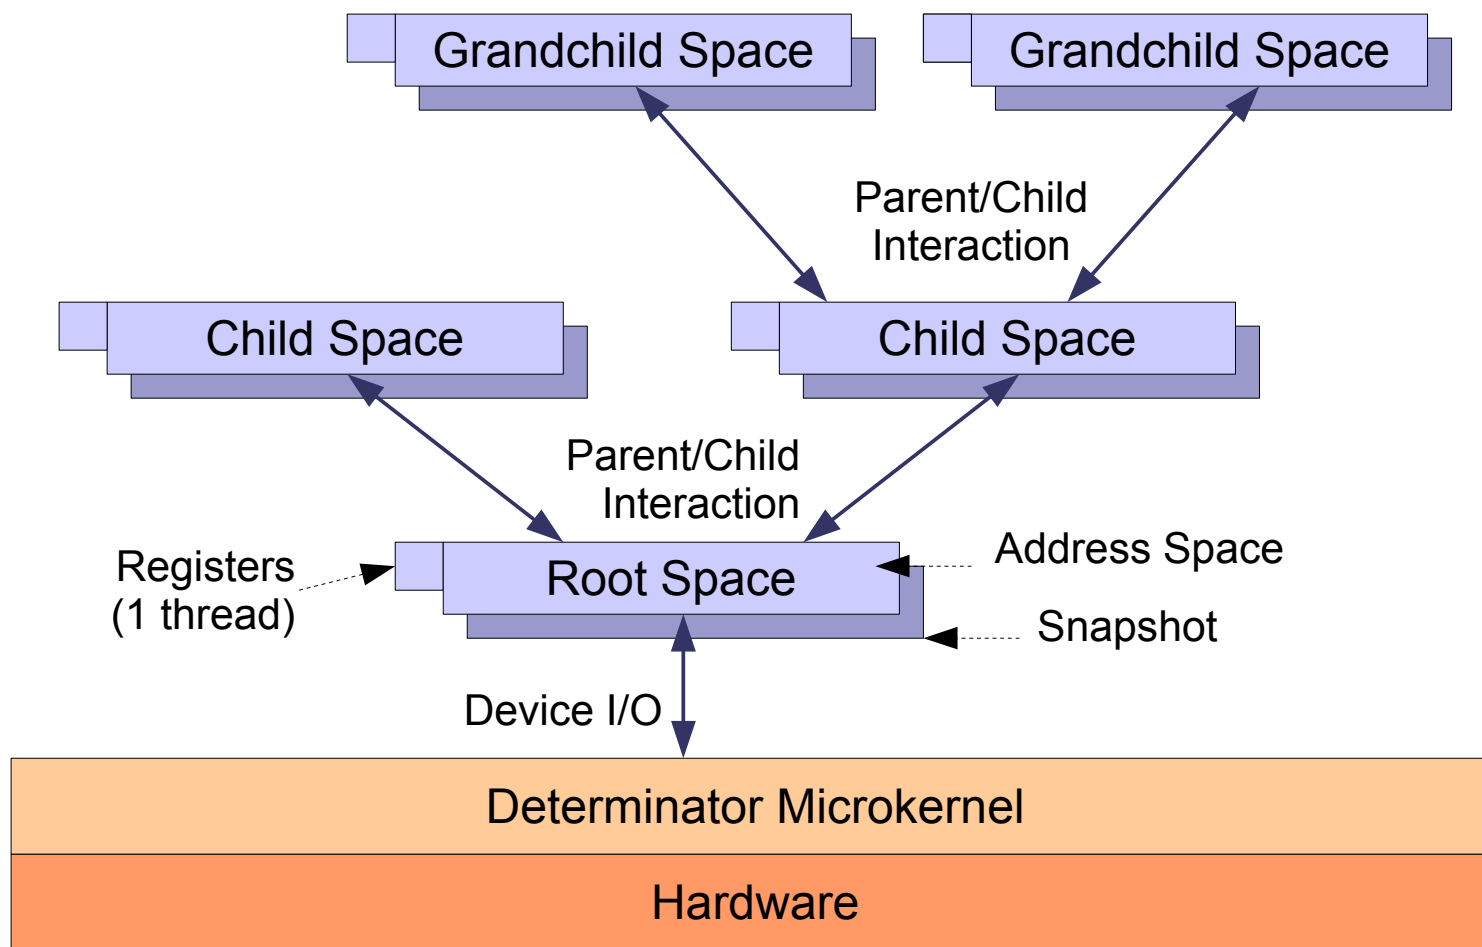 Grandchild Space
Grandchild Space
Parent/Child
Interaction
Child Space
Child Space
Parent/Child
Interaction
Registers
(1 thread)
Root Space
Address Space
Snapshot
Device I/O
Determinator Microkernel
Hardware